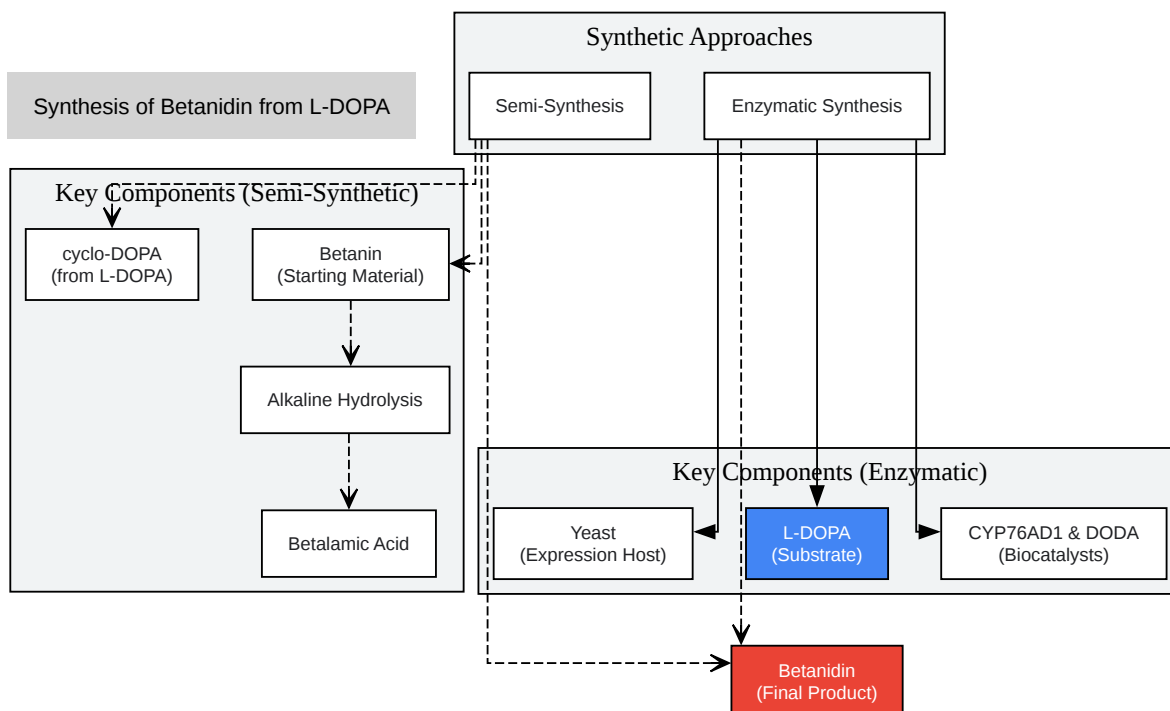 Synthetic Approaches
Semi-Synthesis
Enzymatic Synthesis
Synthesis of Betanidin from L-DOPA
Key Components (Semi-Synthetic)
cyclo-DOPA
(from L-DOPA)
Betanin
(Starting Material)
Alkaline Hydrolysis
Betalamic Acid
Key Components (Enzymatic)
Yeast
(Expression Host)
L-DOPA
(Substrate)
CYP76AD1 & DODA
(Biocatalysts)
Betanidin
(Final Product)